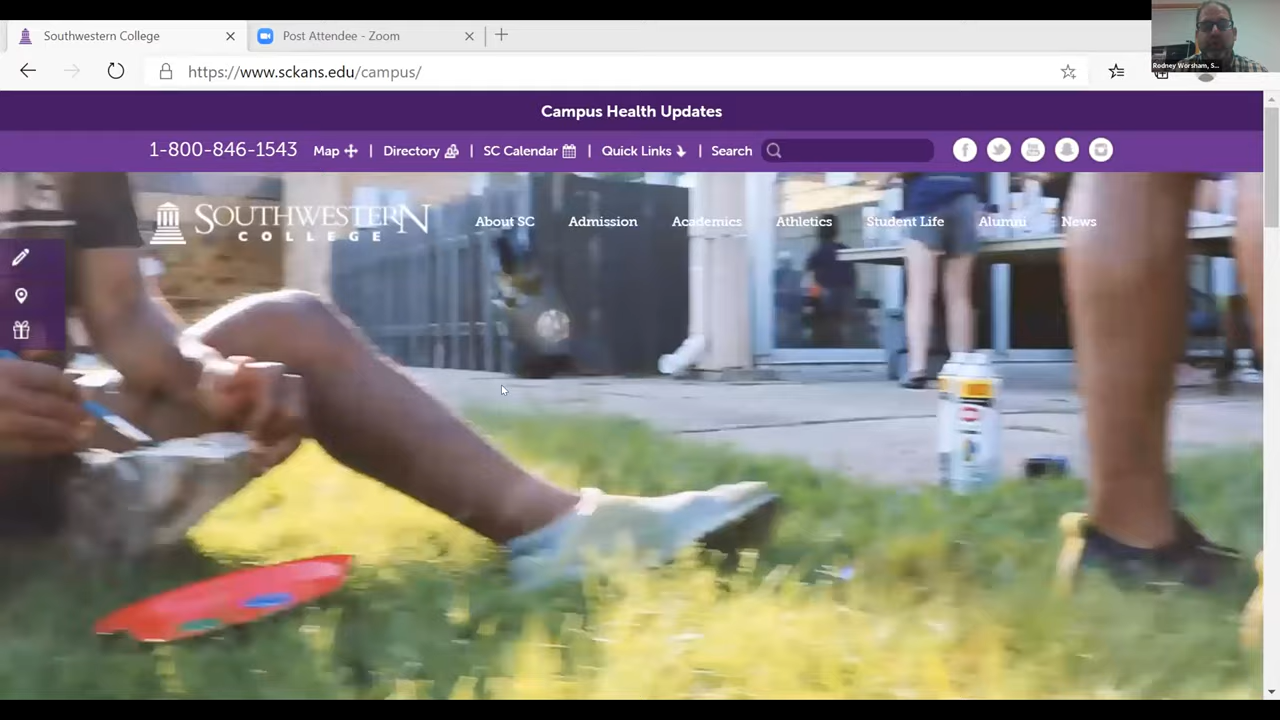 Southwestern College
Post Attendee - Zoom
Rodney Worsham, S...
https://www.sckans.edu/campus/
Campus Health Updates
1-800-846-1543 Map | Directory | SC Calendar | Quick Links | Search
SOUTHWESTERN
COLLEGE
About SC Admission Academics Athletics Student Life Alumni News